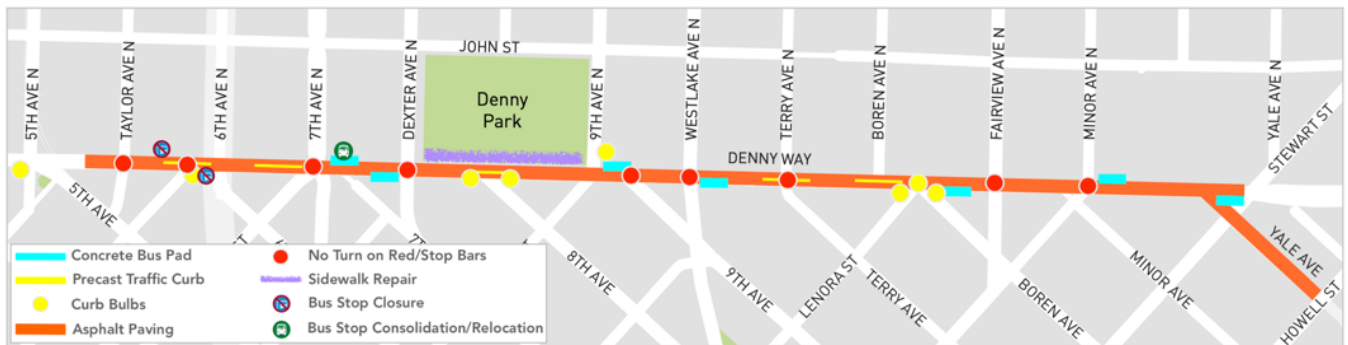 JOHN ST
5TH AVE N
TAYLOR AVE N
6TH AVE N
7TH AVE N
DEXTER AVE N
Denny
Park
9TH AVE N
WESTLAKE AVE N
TERRY AVE N
BOREN AVE N
FAIRVIEW AVE N
MINOR AVE N
YALE AVE N
STEWART ST
DENNY WAY
5TH AVE
8TH AVE
9TH AVE
LENORA ST
TERRY AVE
BOREN AVE
MINOR AVE
YALE AVE
HOWELL ST
Concrete Bus Pad
Precast Traffic Curb
Curb Bulbs
Asphalt Paving
No Turn on Red/Stop Bars
Sidewalk Repair
Bus Stop Closure
Bus Stop Consolidation/Relocation